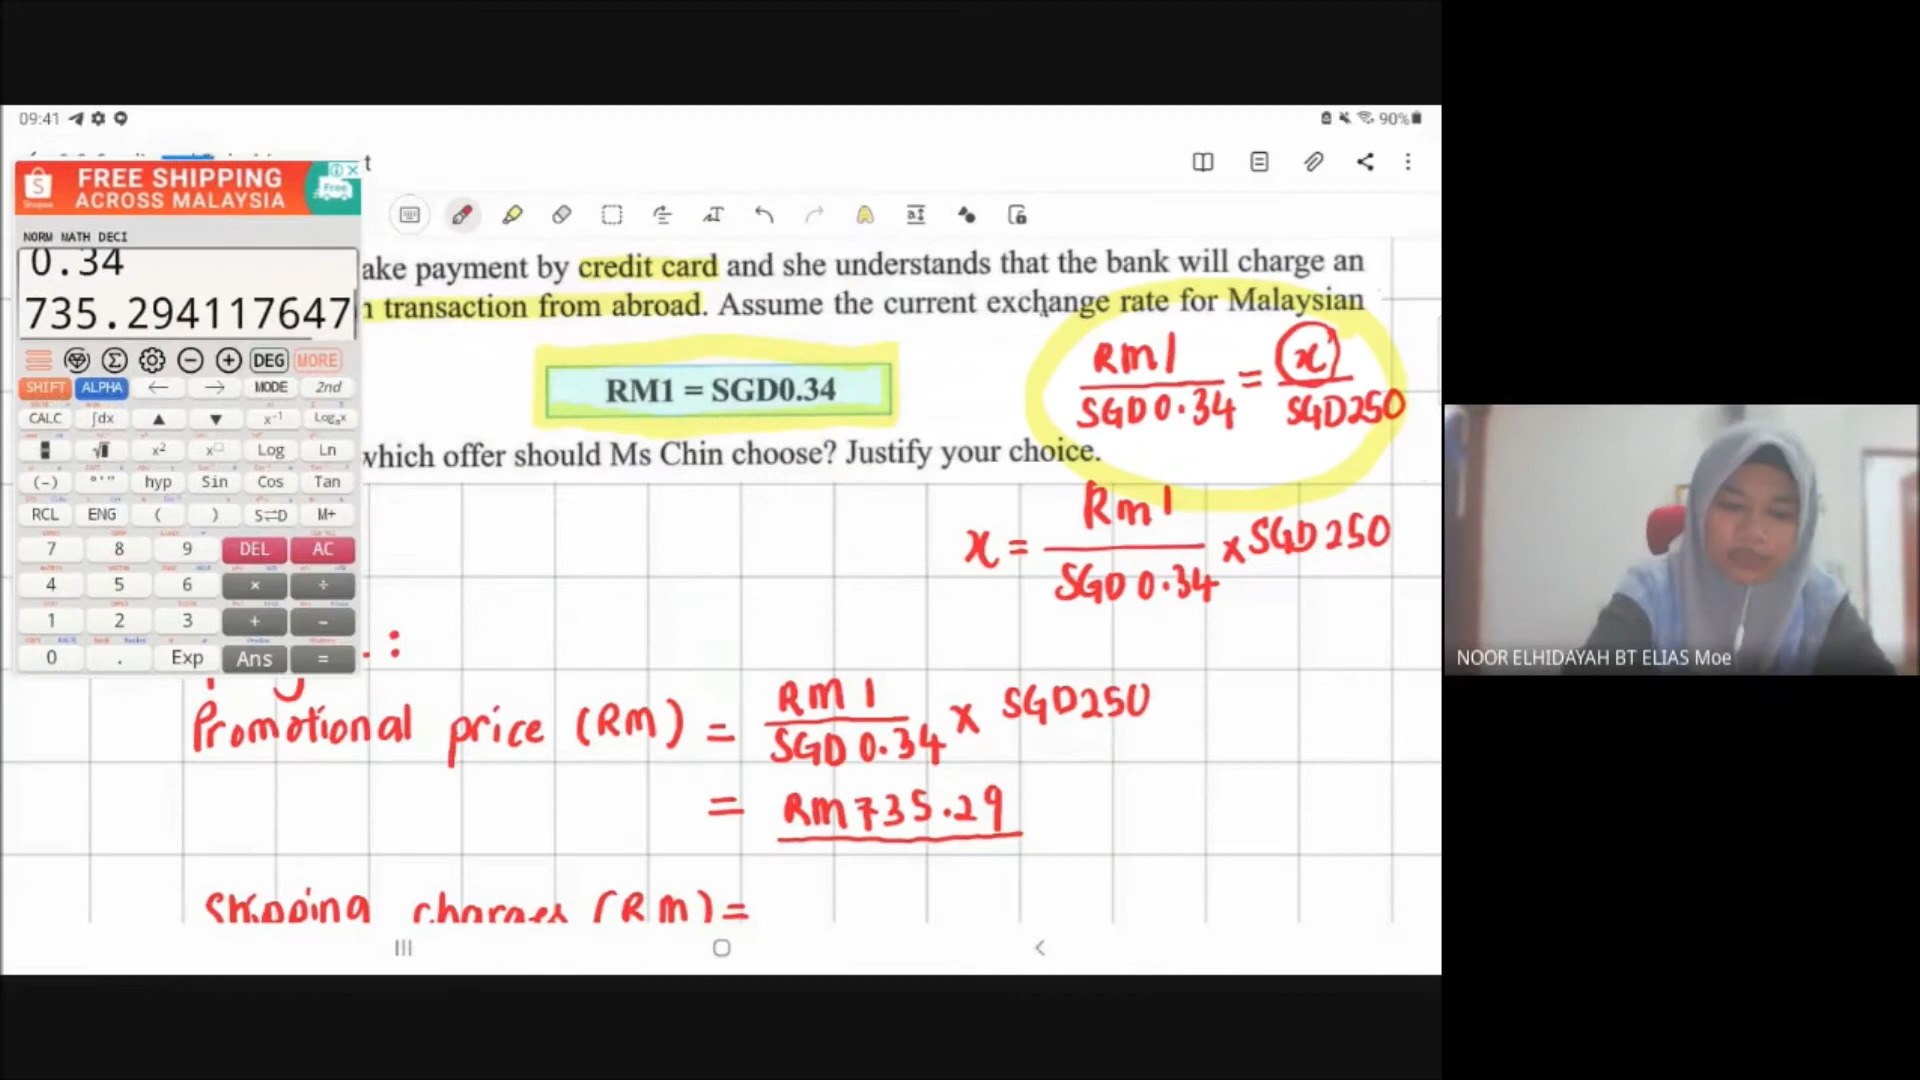 09:41
90%
t
FREE SHIPPING
ACROSS MALAYSIA
Shopee
Free
NORM MATH DECI
0.34
735.294117647
DEG MORE
SHIFT ALPHA ← → MODE 2nd
CALC ∫dx ▲ ▼ x⁻¹ Logₐx
√ x² x Log Ln
(-) °'" hyp Sin Cos Tan
RCL ENG ( ) S⇌D M+
7 8 9 DEL AC
4 5 6 × ÷
1 2 3 + −
0 . Exp Ans =
ake payment by credit card and she understands that the bank will charge an
transaction from abroad. Assume the current exchange rate for Malaysian
RM1 = SGD0.34
which offer should Ms Chin choose? Justify your choice.
RM1 / SGD0.34 = x / SGD250
x = RM1 / SGD0.34 × SGD250
:
Promotional price (RM) = RM1 / SGD0.34 × SGD250
= RM735.29
Shipping charges (RM) =
NOOR ELHIDAYAH BT ELIAS Moe